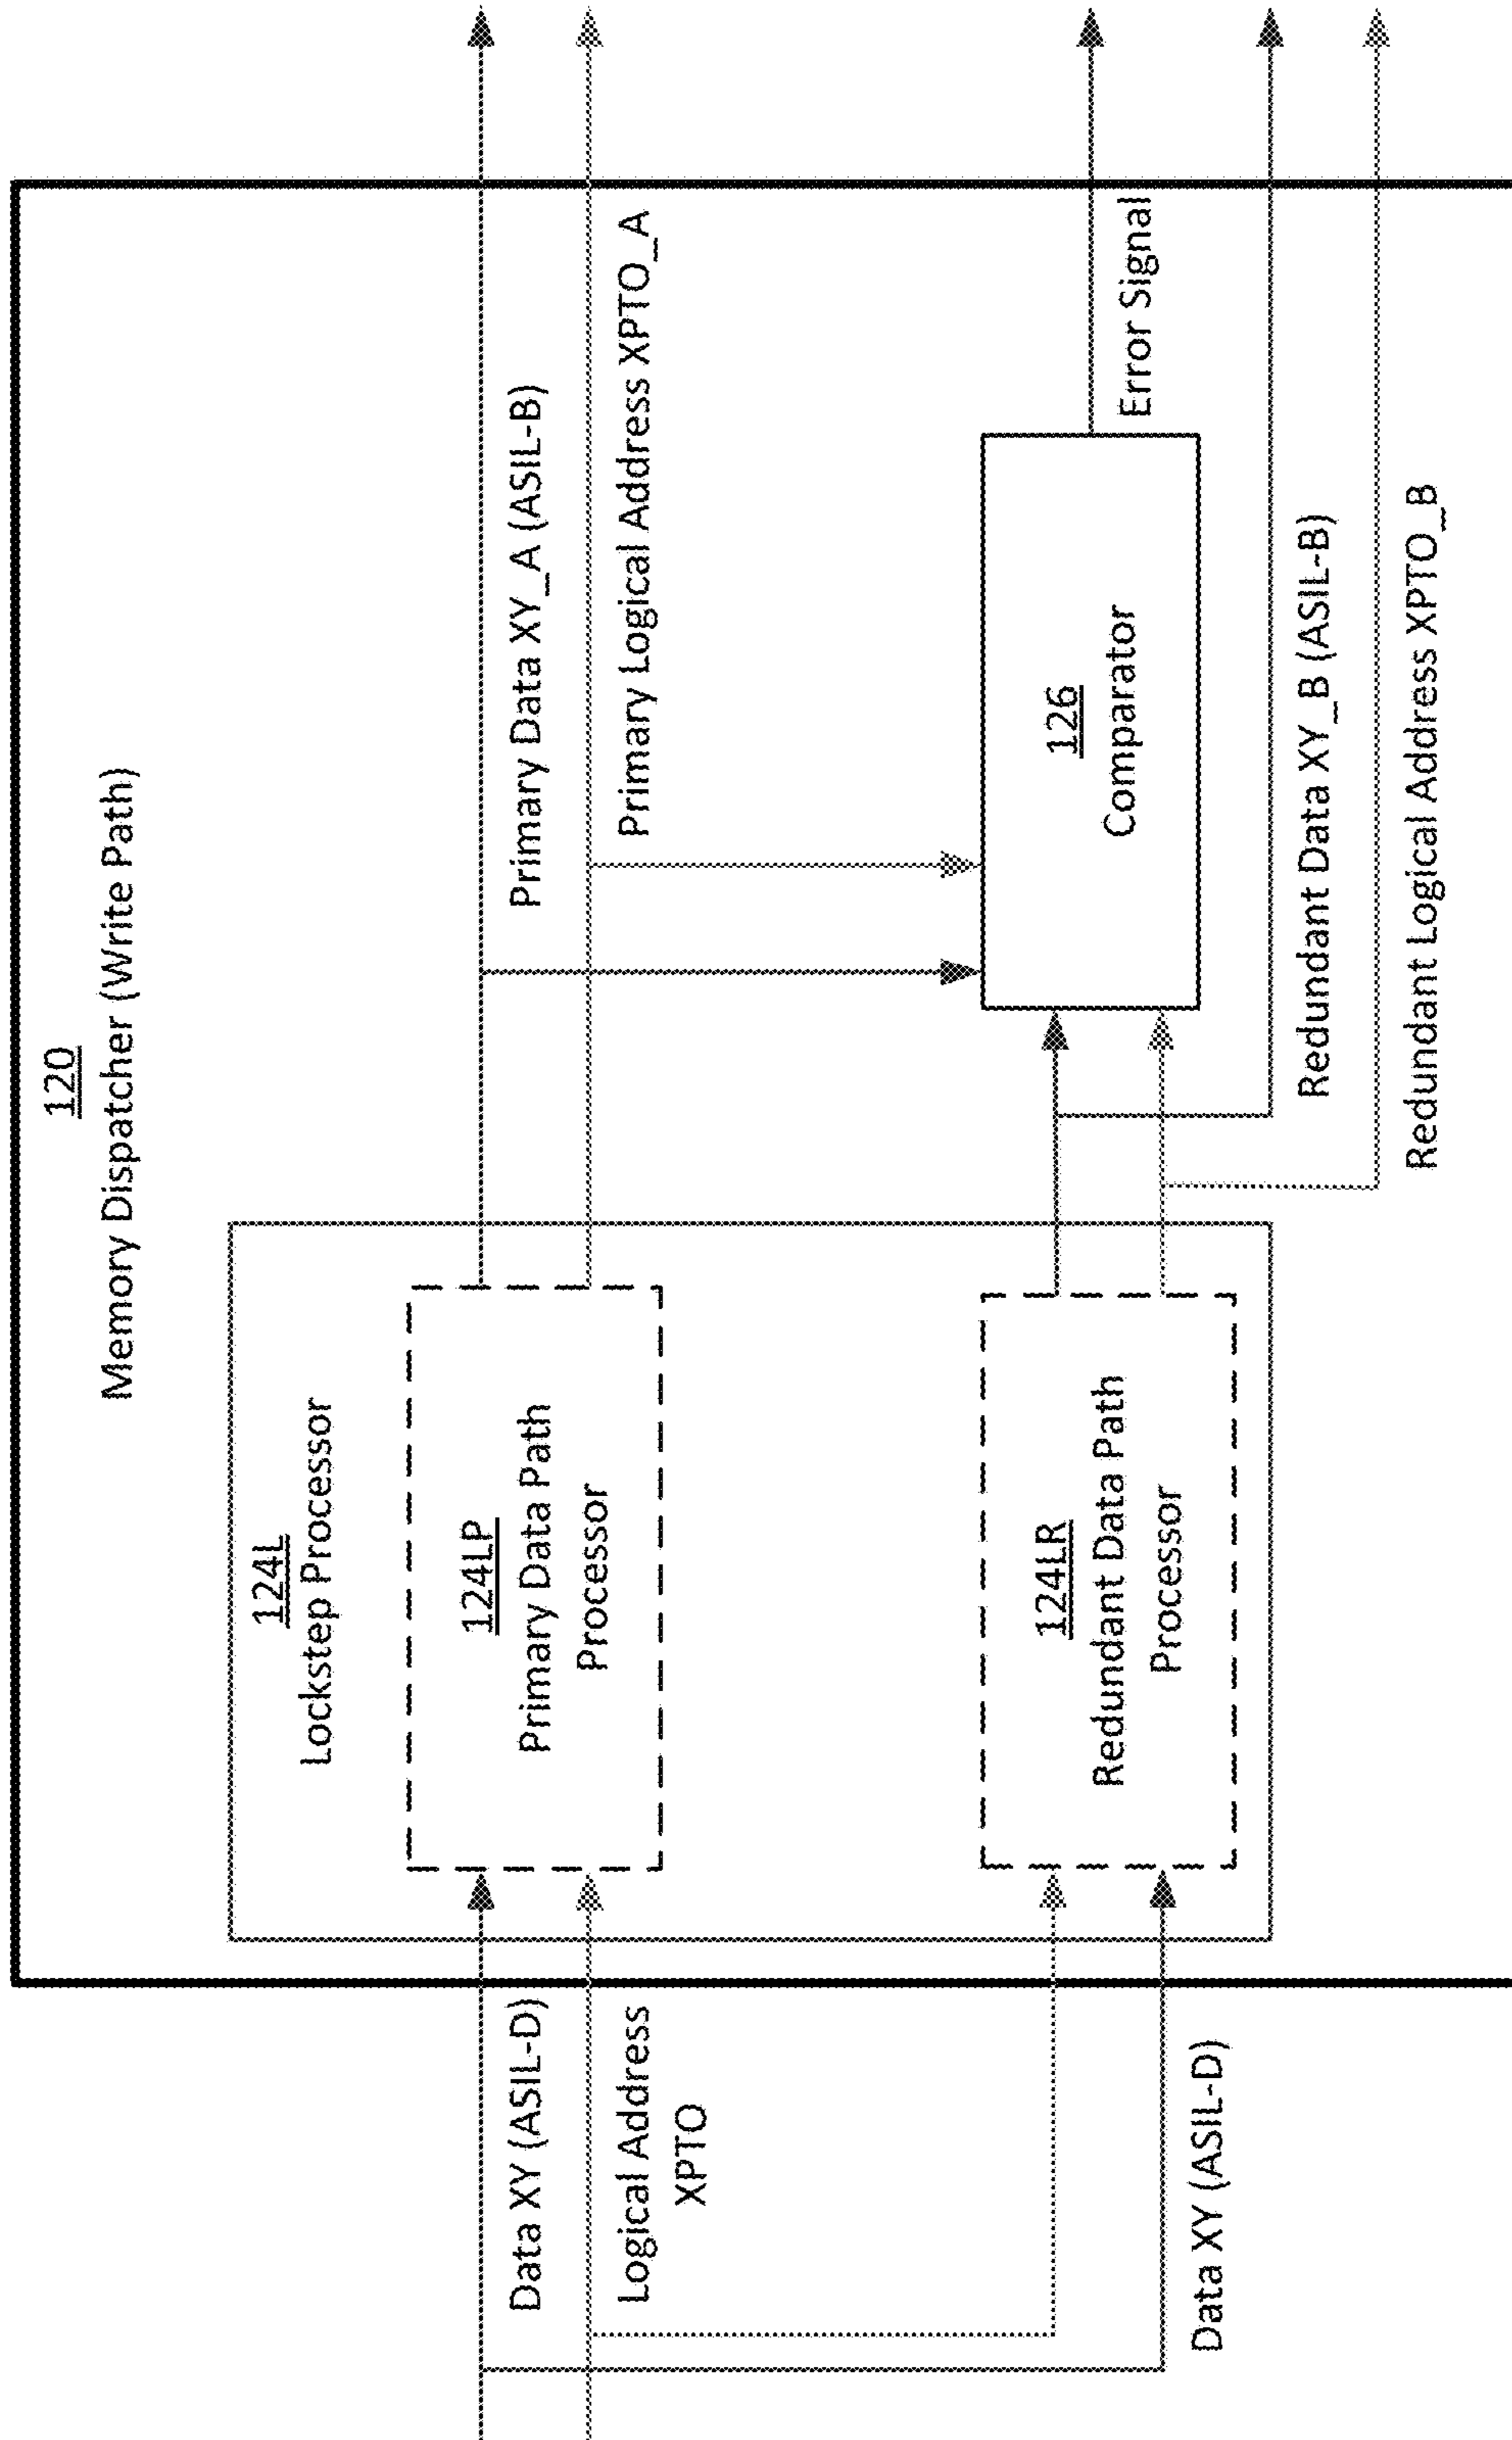 120
Memory Dispatcher (Write Path)
124L
Lockstep Processor
124LP
Primary Data Path
Processor
124LR
Redundant Data Path
Processor
Data XY (ASIL-D)
Logical Address
XPTO
Data XY (ASIL-D)
Primary Data XY_A (ASIL-B)
Primary Logical Address XPTO_A
126
Comparator
Error Signal
Redundant Data XY_B (ASIL-B)
Redundant Logical Address XPTO_B